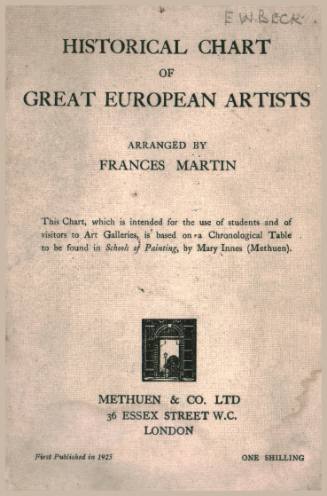 E W. BECK.
HISTORICAL CHART
OF
GREAT EUROPEAN ARTISTS
ARRANGED BY
FRANCES MARTIN
This Chart, which is intended for the use of students and of
visitors to Art Galleries, is based on a Chronological Table
to be found in Schools of Painting, by Mary Innes (Methuen).
METHUEN & CO. LTD
36 ESSEX STREET W.C.
LONDON
First Published in 1925 ONE SHILLING